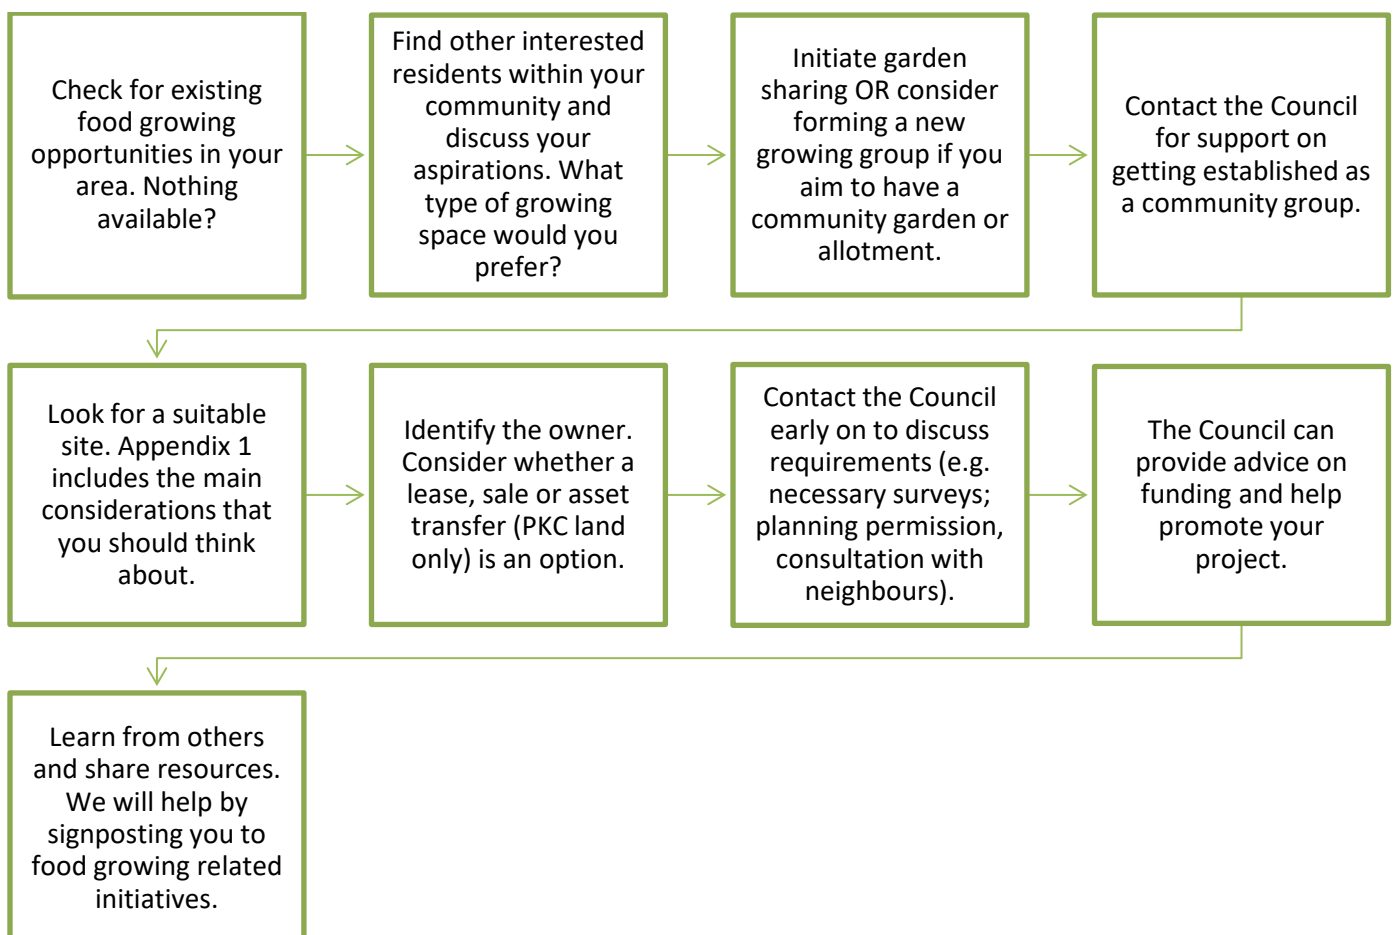 Check for existing
food growing
opportunities in your
area. Nothing
available?
Find other interested
residents within your
community and
discuss your
aspirations. What
type of growing
space would you
prefer?
Initiate garden
sharing OR consider
forming a new
growing group if you
aim to have a
community garden or
allotment.
Contact the Council
for support on
getting established as
a community group.
Look for a suitable
site. Appendix 1
includes the main
considerations that
you should think
about.
Identify the owner.
Consider whether a
lease, sale or asset
transfer (PKC land
only) is an option.
Contact the Council
early on to discuss
requirements (e.g.
necessary surveys;
planning permission,
consultation with
neighbours).
The Council can
provide advice on
funding and help
promote your
project.
Learn from others
and share resources.
We will help by
signposting you to
food growing related
initiatives.